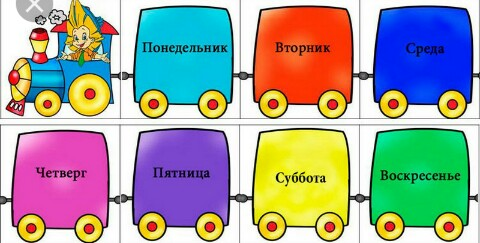 Понедельник
Вторник
Среда
Четверг
Пятница
Суббота
Воскресенье